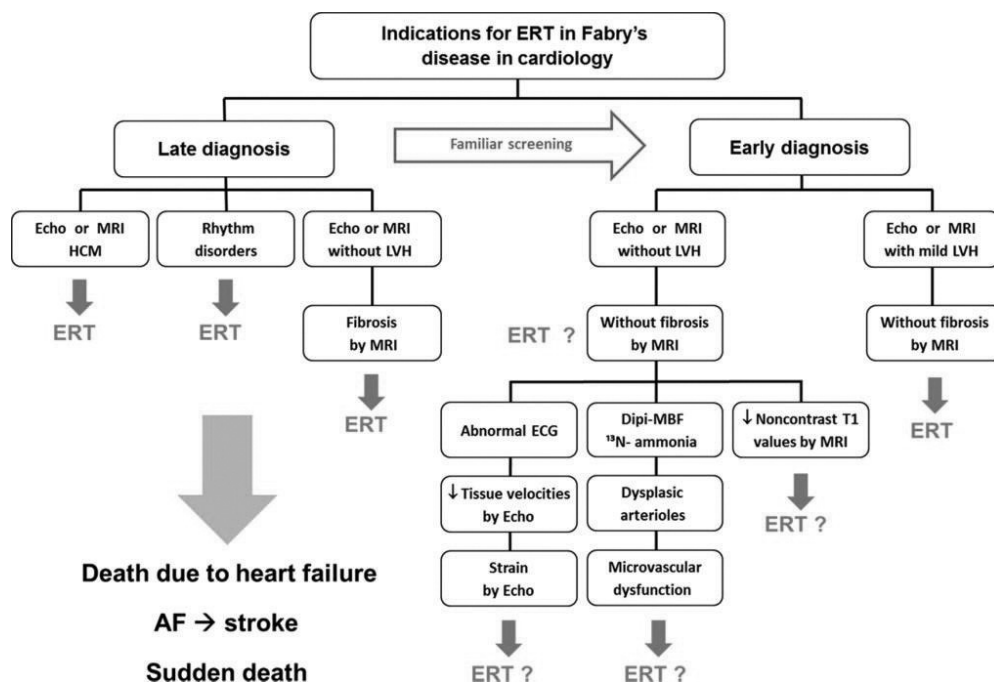 Indications for ERT in Fabry's
disease in cardiology
Late diagnosis
Familiar screening
Early diagnosis
Echo or MRI
HCM
Rhythm
disorders
Echo or MRI
without LVH
Echo or MRI
without LVH
Echo or MRI
with mild LVH
ERT
ERT
Fibrosis
by MRI
ERT ?
Without fibrosis
by MRI
Without fibrosis
by MRI
ERT
Abnormal ECG
Dipi-MBF
¹³N- ammonia
↓ Noncontrast T1
values by MRI
ERT
↓ Tissue velocities
by Echo
Dysplasic
arterioles
ERT ?
Strain
by Echo
Microvascular
dysfunction
ERT ?
ERT ?
Death due to heart failure
AF → stroke
Sudden death